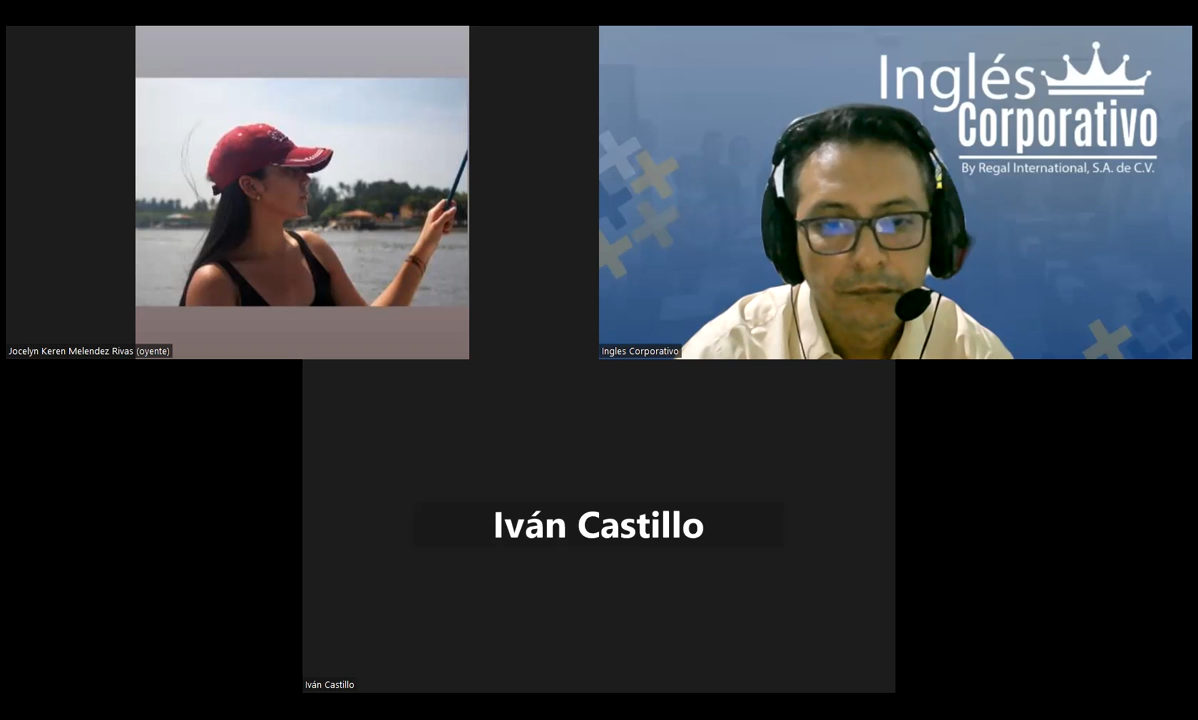 Inglés
Corporativo
By Regal International, S.A. de C.V.
Jocelyn Keren Melendez Rivas (oyente)
Ingles Corporativo
Iván Castillo
Iván Castillo